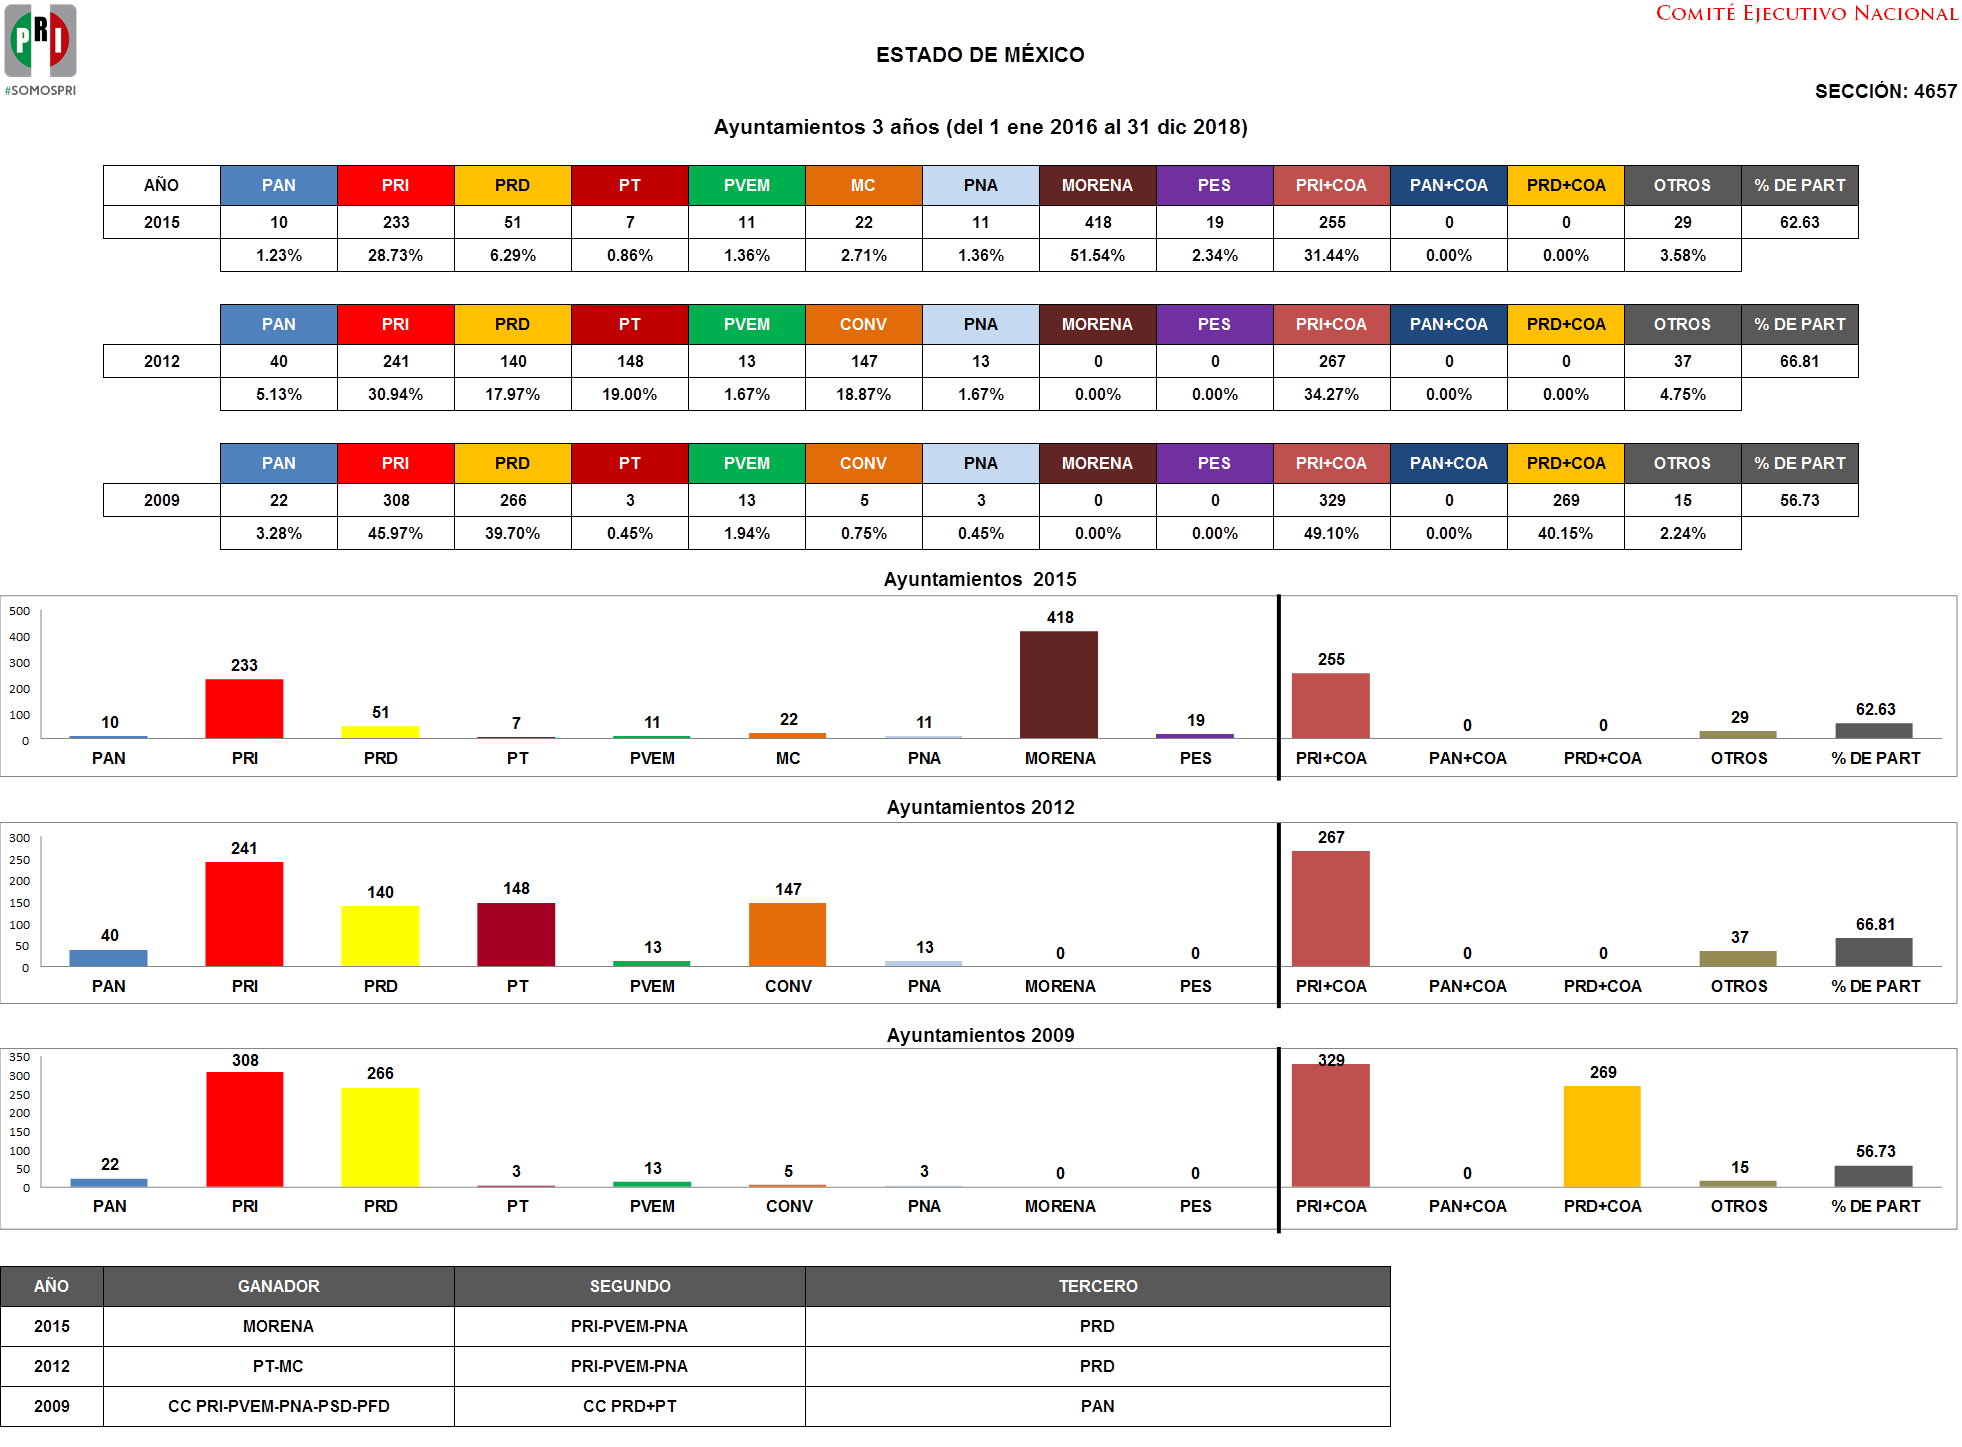 PRI
#SOMOSPRI
COMITÉ EJECUTIVO NACIONAL
ESTADO DE MÉXICO
SECCIÓN: 4657
Ayuntamientos 3 años (del 1 ene 2016 al 31 dic 2018)
AÑO PAN PRI PRD PT PVEM MC PNA MORENA PES PRI+COA PAN+COA PRD+COA OTROS % DE PART
2015 10 233 51 7 11 22 11 418 19 255 0 0 29 62.63
1.23% 28.73% 6.29% 0.86% 1.36% 2.71% 1.36% 51.54% 2.34% 31.44% 0.00% 0.00% 3.58%
PAN PRI PRD PT PVEM CONV PNA MORENA PES PRI+COA PAN+COA PRD+COA OTROS % DE PART
2012 40 241 140 148 13 147 13 0 0 267 0 0 37 66.81
5.13% 30.94% 17.97% 19.00% 1.67% 18.87% 1.67% 0.00% 0.00% 34.27% 0.00% 0.00% 4.75%
PAN PRI PRD PT PVEM CONV PNA MORENA PES PRI+COA PAN+COA PRD+COA OTROS % DE PART
2009 22 308 266 3 13 5 3 0 0 329 0 269 15 56.73
3.28% 45.97% 39.70% 0.45% 1.94% 0.75% 0.45% 0.00% 0.00% 49.10% 0.00% 40.15% 2.24%
Ayuntamientos 2015
500
400
300
200
100
0
10 233 51 7 11 22 11 418 19 255 0 0 29 62.63
PAN PRI PRD PT PVEM MC PNA MORENA PES PRI+COA PAN+COA PRD+COA OTROS % DE PART
Ayuntamientos 2012
300
250
200
150
100
50
0
40 241 140 148 13 147 13 0 0 267 0 0 37 66.81
PAN PRI PRD PT PVEM CONV PNA MORENA PES PRI+COA PAN+COA PRD+COA OTROS % DE PART
Ayuntamientos 2009
350
300
250
200
150
100
50
0
22 308 266 3 13 5 3 0 0 329 0 269 15 56.73
PAN PRI PRD PT PVEM CONV PNA MORENA PES PRI+COA PAN+COA PRD+COA OTROS % DE PART
AÑO GANADOR SEGUNDO TERCERO
2015 MORENA PRI-PVEM-PNA PRD
2012 PT-MC PRI-PVEM-PNA PRD
2009 CC PRI-PVEM-PNA-PSD-PFD CC PRD+PT PAN